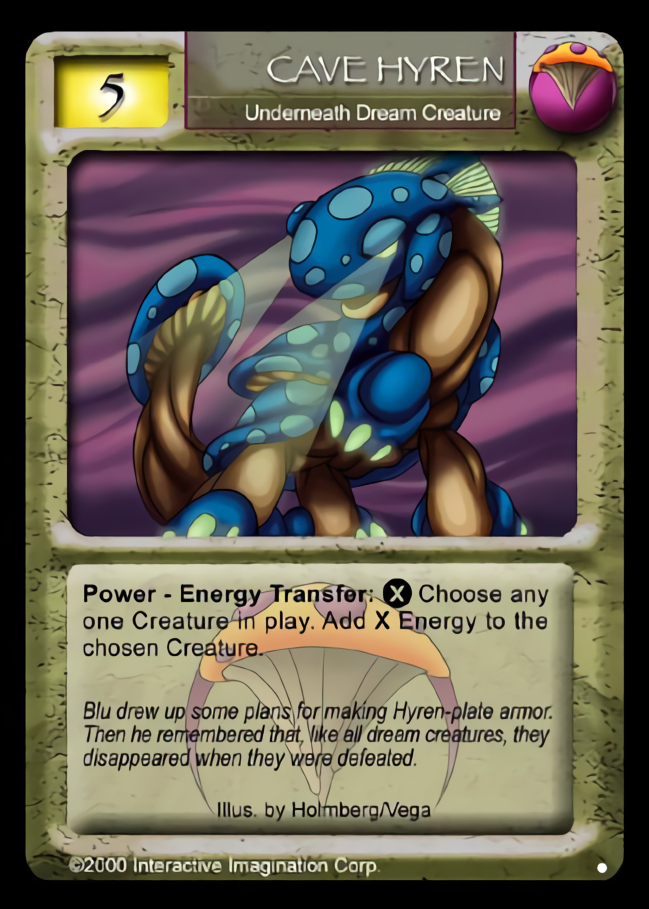 5
CAVE HYREN
Underneath Dream Creature
Power - Energy Transfer: X Choose any
one Creature in play. Add X Energy to the
chosen Creature.
Blu drew up some plans for making Hyren-plate armor.
Then he remembered that, like all dream creatures, they
disappeared when they were defeated.
Illus. by Holmberg/Vega
©2000 Interactive Imagination Corp.